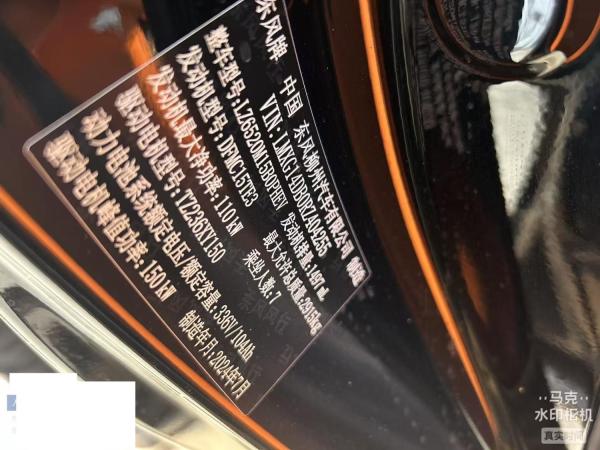 东风牌 中国 东风柳州汽车有限公司 制造
整车型号:LZ6520M15B0PHEV 发动机排量:1497 mL
发动机型号:DFMC15TE3 最大允许总质量:2915kg
发动机最大净功率:110 kW 乘坐人数:7
驱动电机型号:TZ236XY150
动力电池系统额定电压/额定容量:336V/104Ah
驱动电机峰值功率:150 kW 制造年月:2024年7月
马克
水印相机
真实时间